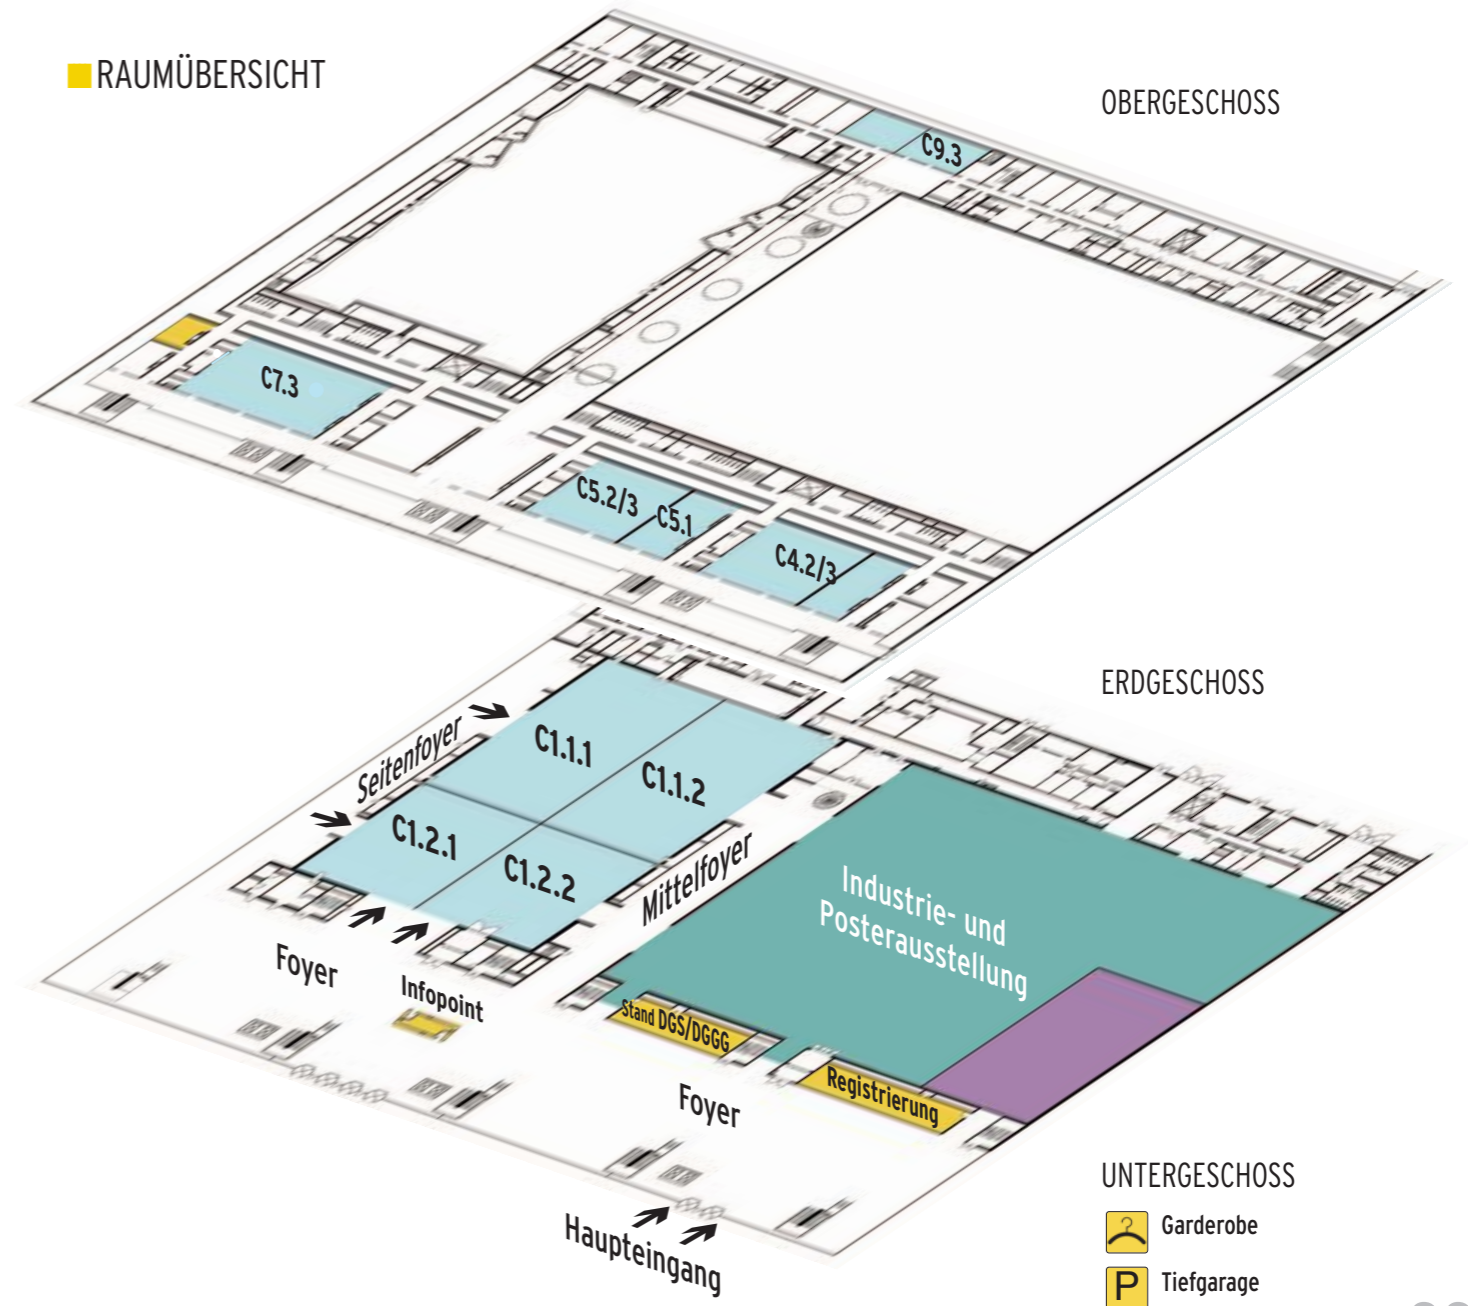 RAUMÜBERSICHT
OBERGESCHOSS
C9.3
C7.3
C5.2/3
C5.1
C4.2/3
ERDGESCHOSS
Seitenfoyer
C1.1.1
C1.1.2
C1.2.1
C1.2.2
Mittelfoyer
Industrie- und
Posterausstellung
Foyer
Infopoint
Stand DGS/DGGG
Registrierung
Foyer
Haupteingang
UNTERGESCHOSS
Garderobe
P Tiefgarage